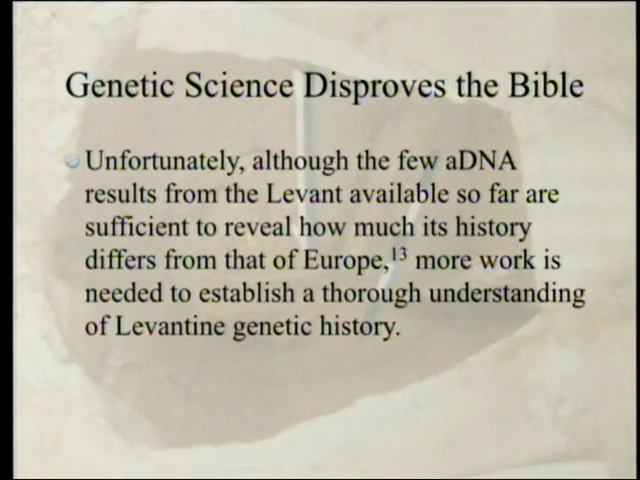 Genetic Science Disproves the Bible
Unfortunately, although the few aDNA
results from the Levant available so far are
sufficient to reveal how much its history
differs from that of Europe,13 more work is
needed to establish a thorough understanding
of Levantine genetic history.